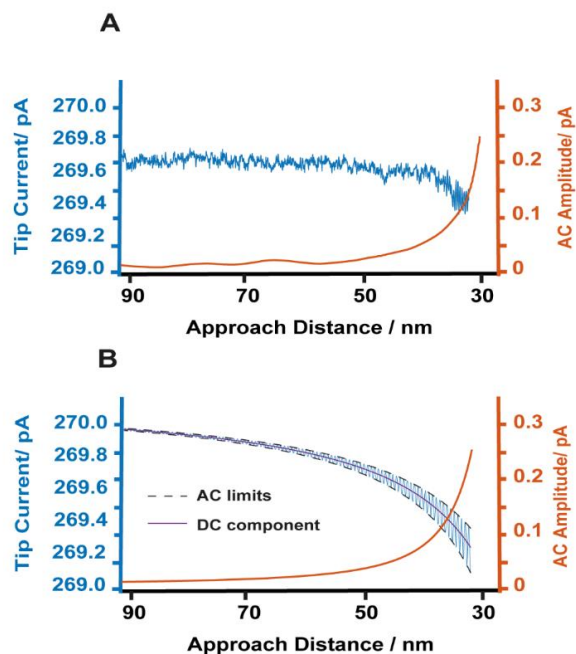 A
Tip Current/ pA
270.0
269.8
269.6
269.4
269.2
269.0
0.3
0.2
0.1
0
AC Amplitude/ pA
90 70 50 30
Approach Distance / nm
B
Tip Current/ pA
270.0
269.8
269.6
269.4
269.2
269.0
AC limits
DC component
0.3
0.2
0.1
0
AC Amplitude/ pA
90 70 50 30
Approach Distance / nm